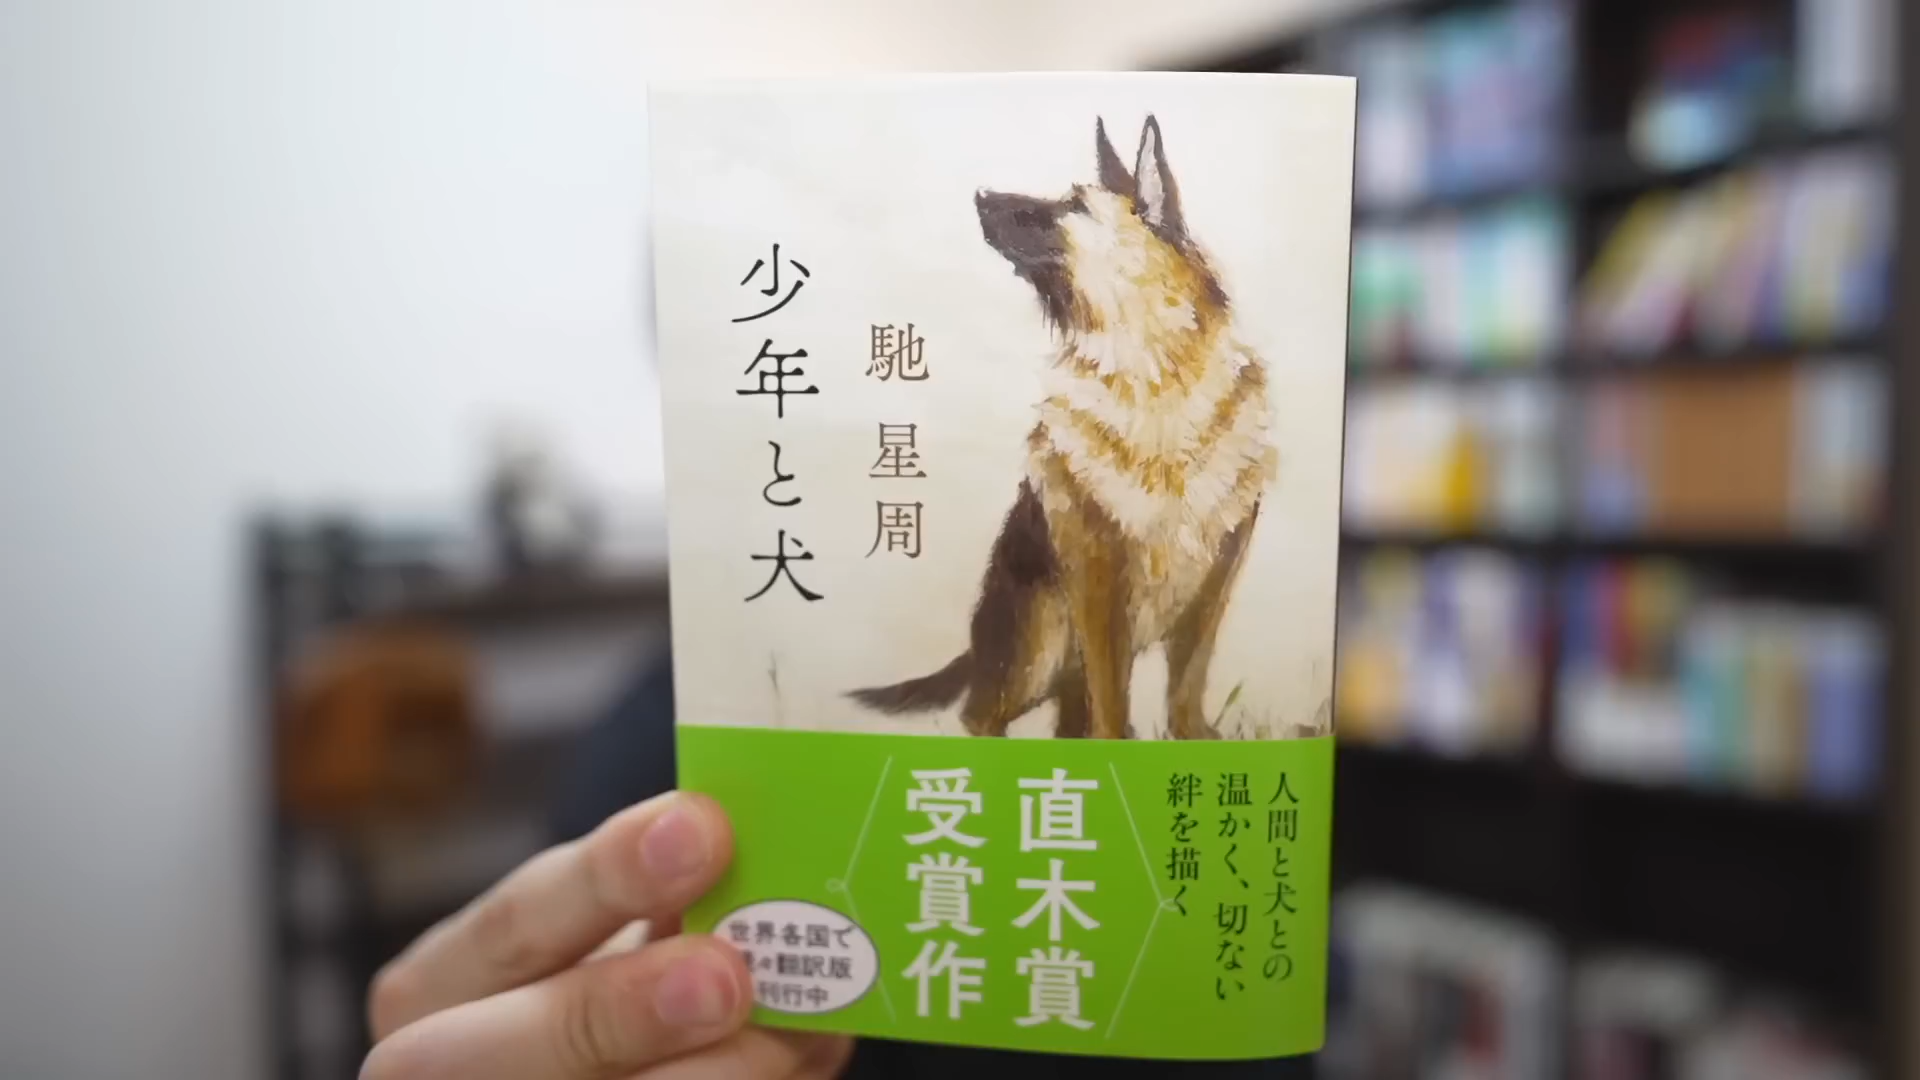 少年と犬
馳星周
人間と犬との
温かく、切ない
絆を描く
直木賞
受賞作
世界各国で
々翻訳版
刊行中